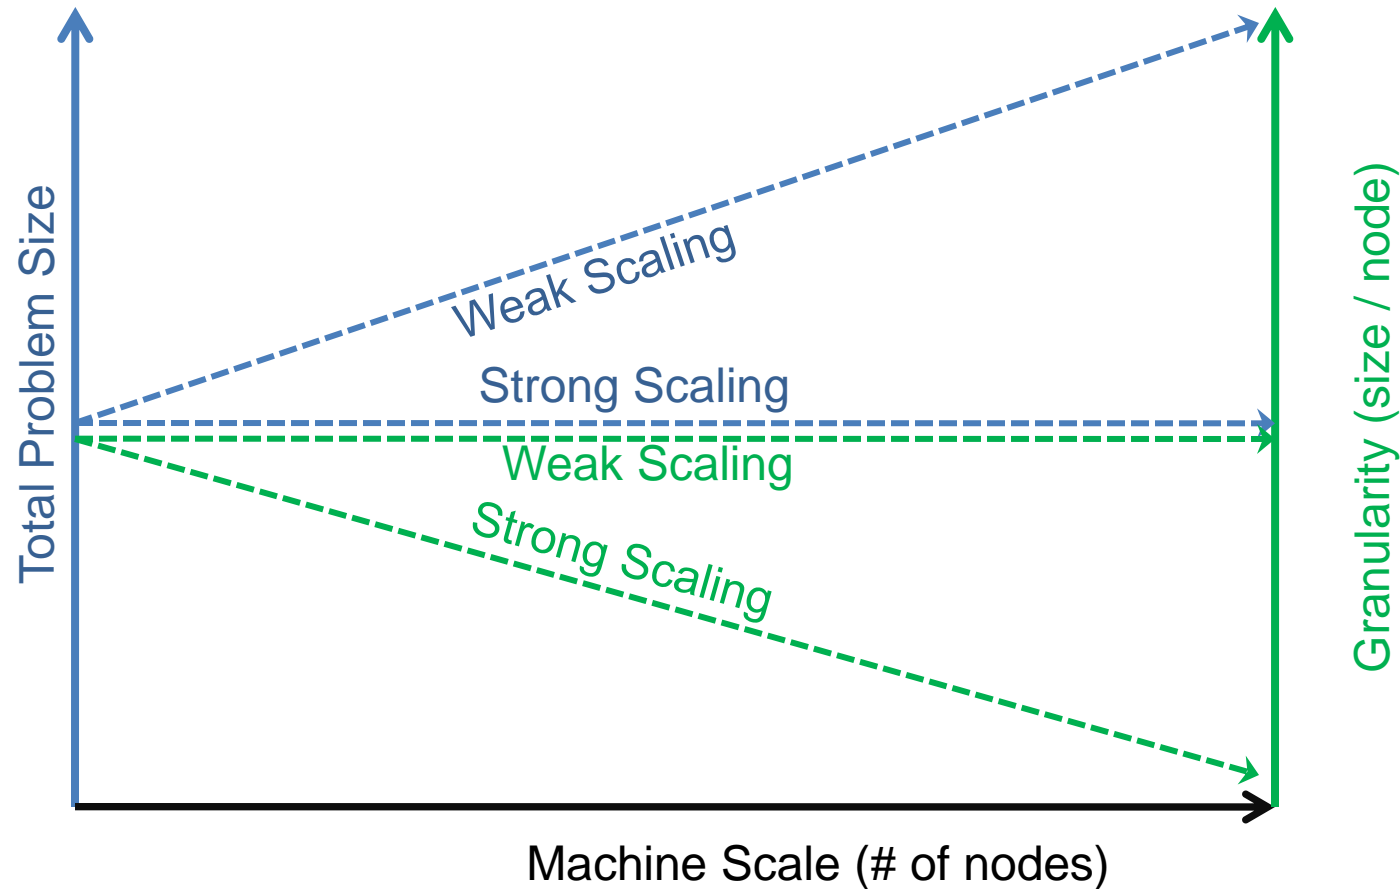 Total Problem Size
Weak Scaling
Strong Scaling
Weak Scaling
Strong Scaling
Granularity (size / node)
Machine Scale (# of nodes)